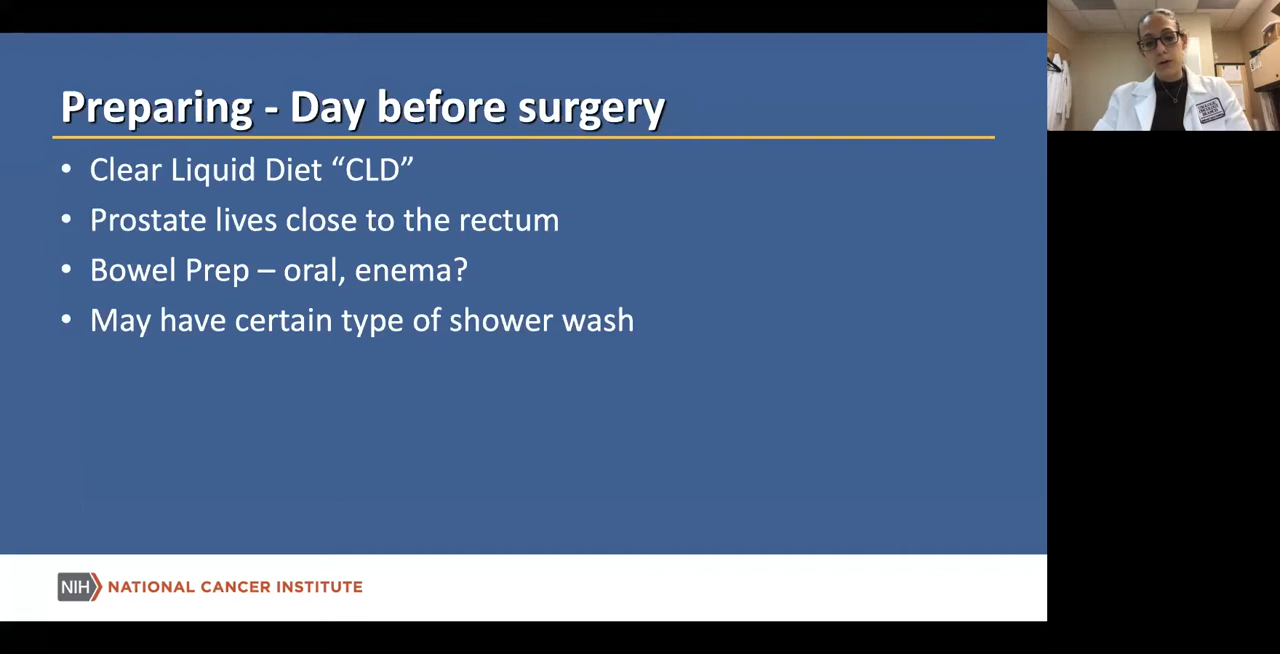 Preparing - Day before surgery
• Clear Liquid Diet “CLD”
• Prostate lives close to the rectum
• Bowel Prep – oral, enema?
• May have certain type of shower wash
NIH NATIONAL CANCER INSTITUTE